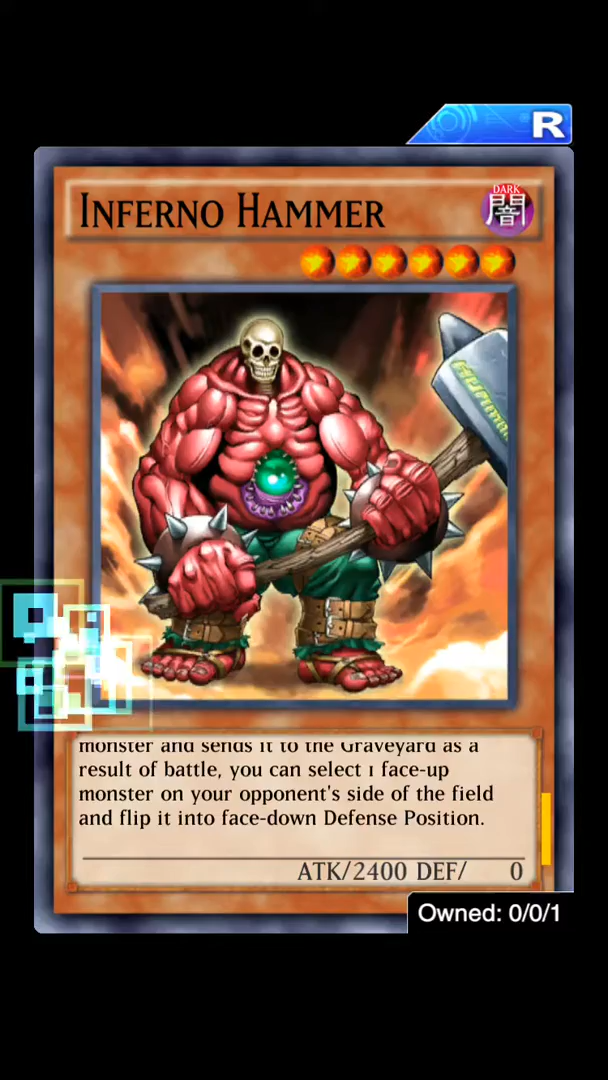 R
INFERNO HAMMER
DARK
闇
monster and sends it to the Graveyard as a
result of battle, you can select 1 face-up
monster on your opponent's side of the field
and flip it into face-down Defense Position.
ATK/2400 DEF/ 0
Owned: 0/0/1